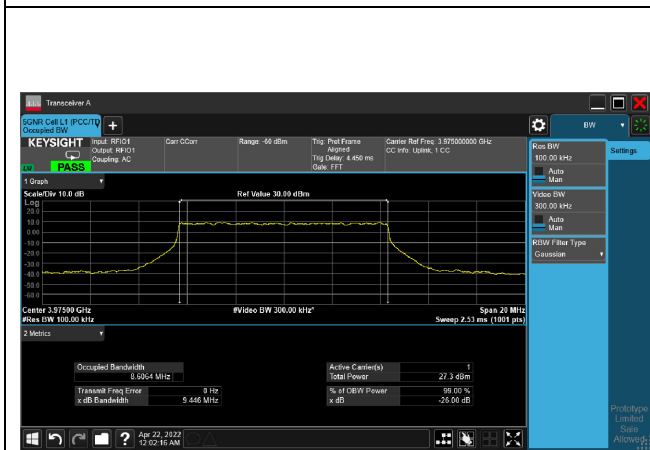 Transceiver A
5GNR Cell L1 (PCC/TD
Occupied BW
KEYSIGHT
PASS
Input: RFIO1
Output: RFIO1
Coupling: AC
Corr CCorr
Range: -60 dBm
Trig: Prot Frame
Aligned
Trig Delay: 4.450 ms
Gate: FFT
Carrier Ref Freq: 3.975000000 GHz
CC Info: Uplink, 1 CC
BW
Res BW
100.00 kHz
Auto
Man
Video BW
300.00 kHz
Auto
Man
RBW Filter Type
Gaussian
Settings
1 Graph
Scale/Div 10.0 dB
Ref Value 30.00 dBm
Log
20.0
10.0
0.00
-10.0
-20.0
-30.0
-40.0
-50.0
-60.0
Center 3.97500 GHz
#Video BW 300.00 kHz*
Span 20 MHz
#Res BW 100.00 kHz
Sweep 2.53 ms (1001 pts)
2 Metrics
Occupied Bandwidth
8.6064 MHz
Active Carrier(s) 1
Total Power 27.3 dBm
Transmit Freq Error 0 Hz
x dB Bandwidth 9.446 MHz
% of OBW Power 99.00 %
x dB -26.00 dB
Prototype
Limited
Sale
Allowed
Apr 22, 2022
12:02:16 AM